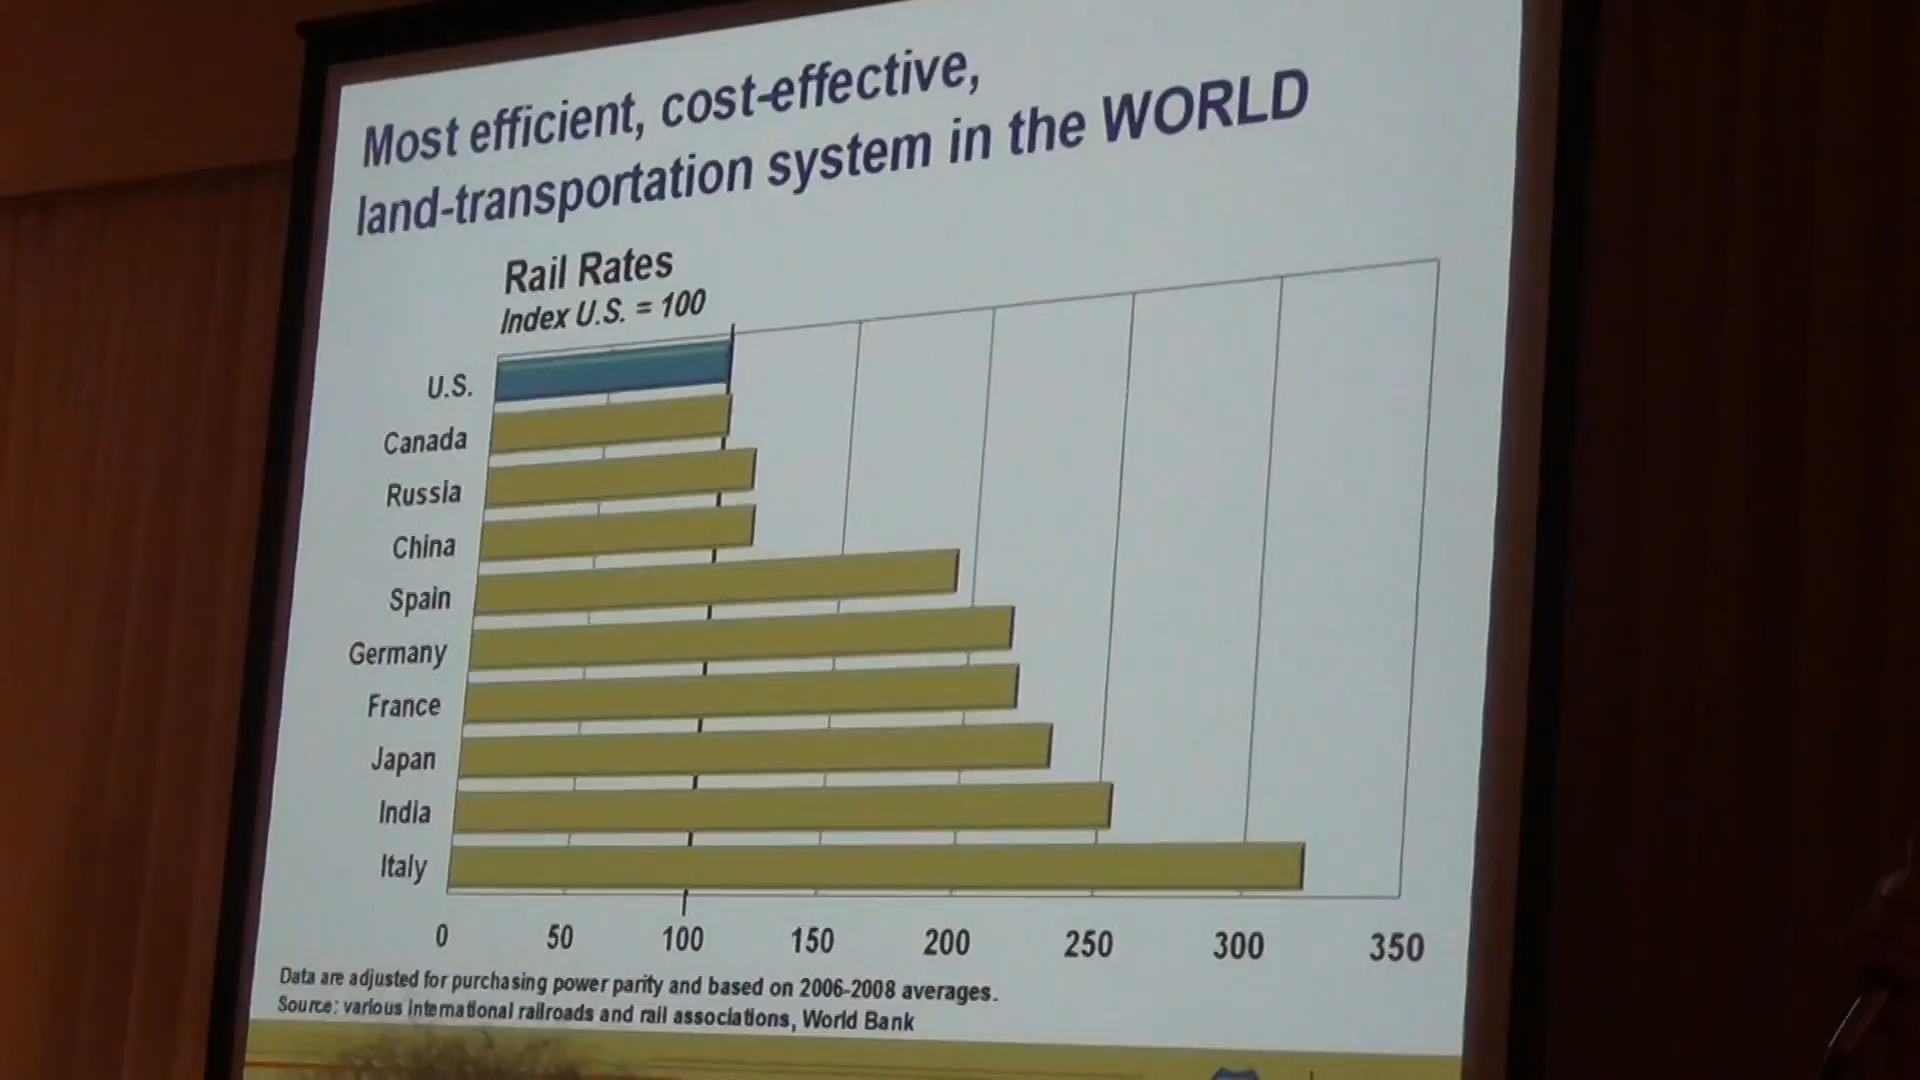 Most efficient, cost-effective,
land-transportation system in the WORLD
Rail Rates
Index U.S. = 100
U.S.
Canada
Russia
China
Spain
Germany
France
Japan
India
Italy
0 50 100 150 200 250 300 350
Data are adjusted for purchasing power parity and based on 2006-2008 averages.
Source: various international railroads and rail associations, World Bank